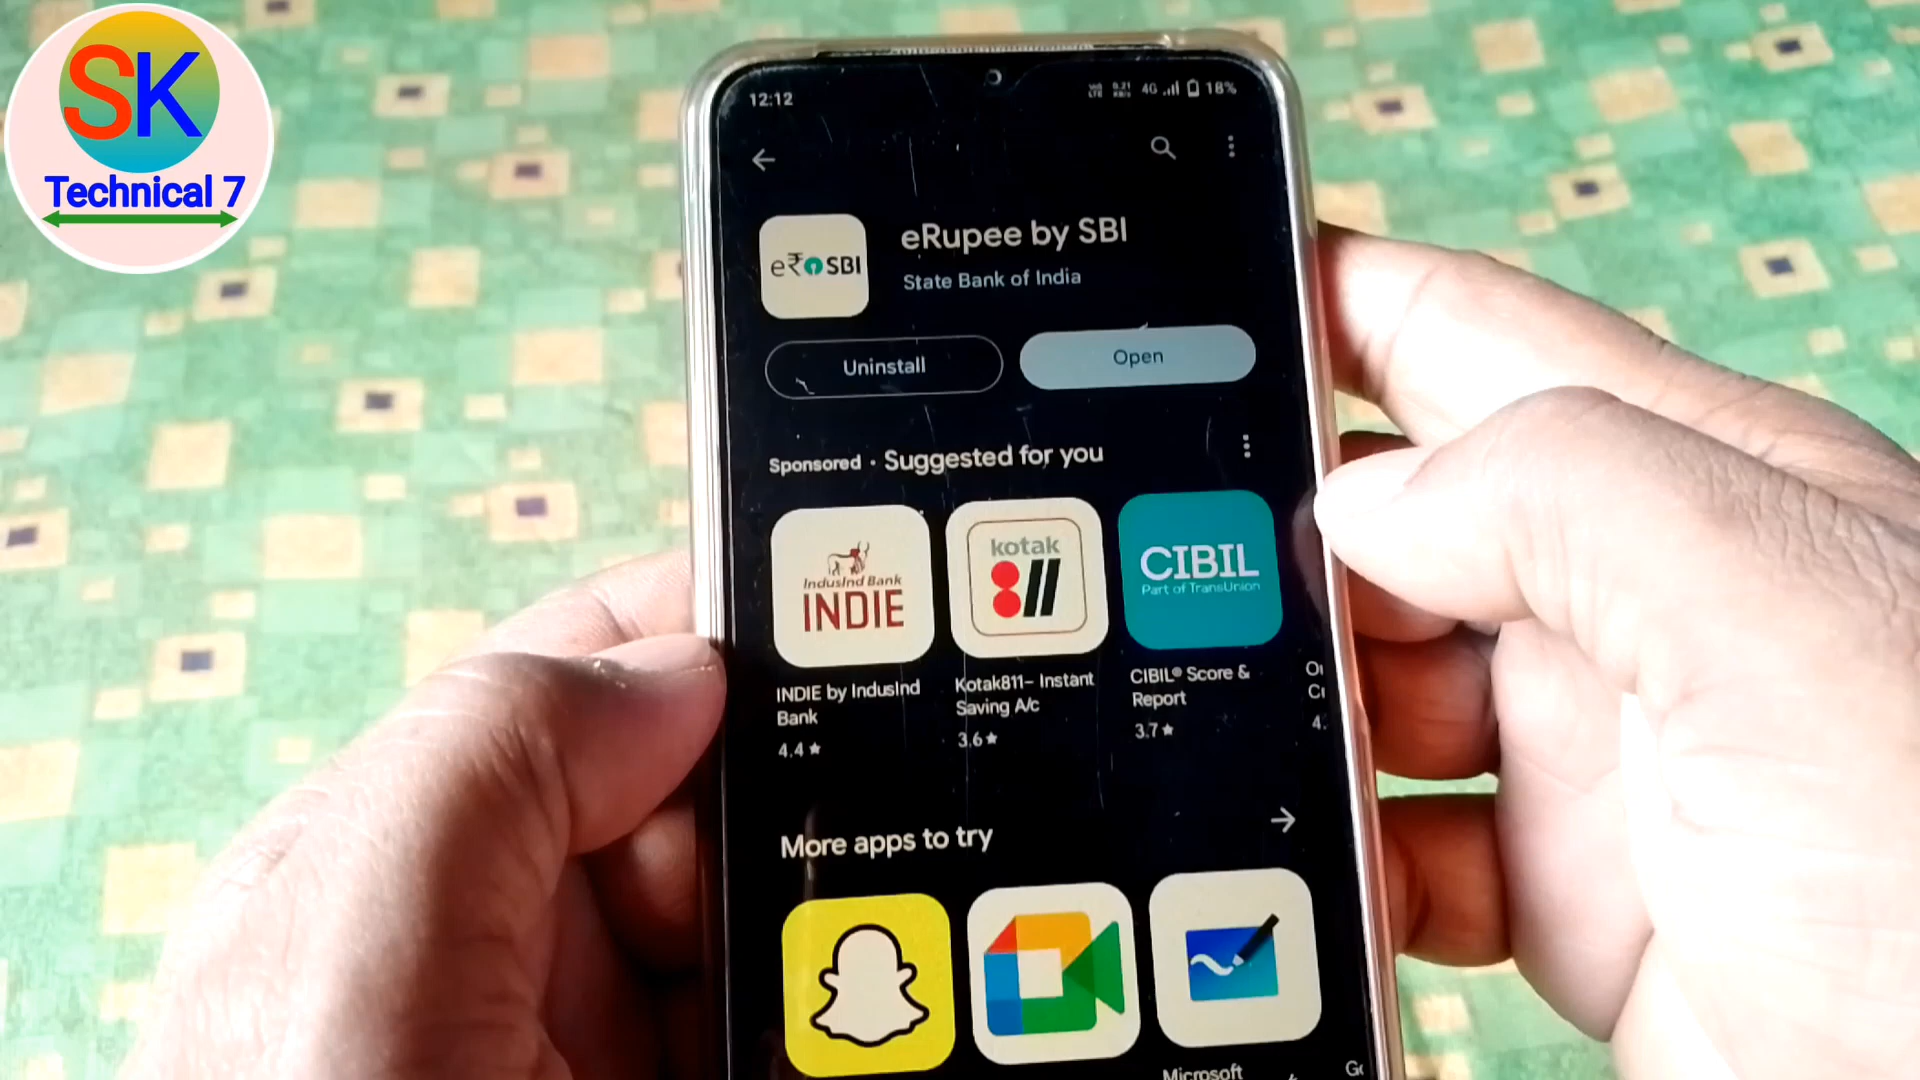 SK
Technical 7
12:12
4G 18%
eRupee by SBI
e₹ SBI
State Bank of India
Uninstall
Open
Sponsored · Suggested for you
IndusInd Bank
INDIE
kotak
811
CIBIL
Part of TransUnion
INDIE by IndusInd
Bank
4.4 ★
Kotak811– Instant
Saving A/c
3.6 ★
CIBIL® Score &
Report
3.7 ★
More apps to try
Microsoft